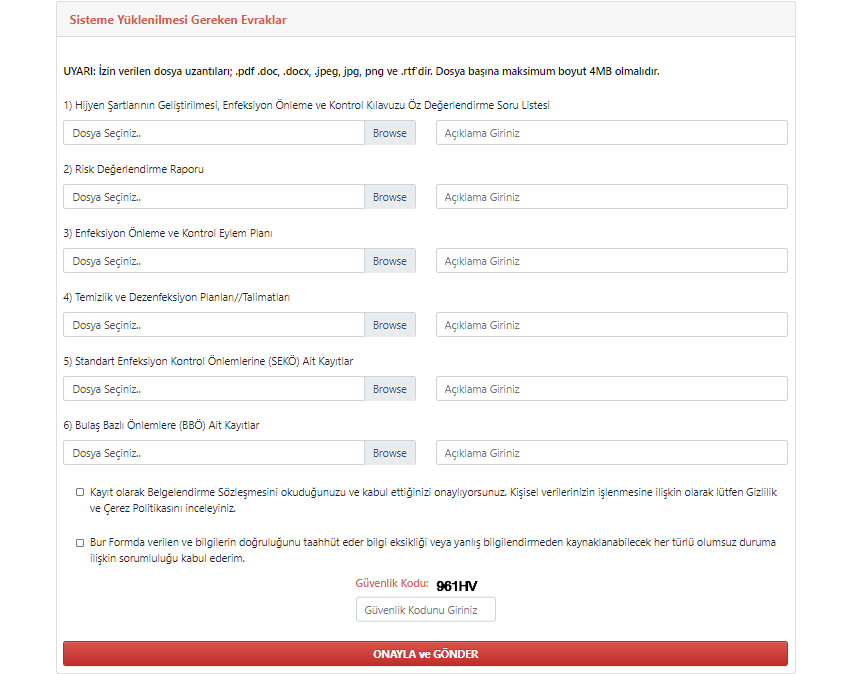 Sisteme Yüklenilmesi Gereken Evraklar
UYARI: İzin verilen dosya uzantıları; .pdf .doc, .docx, .jpeg, jpg, png ve .rtf'dir. Dosya başına maksimum boyut 4MB olmalıdır.
1) Hijyen Şartlarının Geliştirilmesi, Enfeksiyon Önleme ve Kontrol Kılavuzu Öz Değerlendirme Soru Listesi
Dosya Seçiniz.. Browse Açıklama Giriniz
2) Risk Değerlendirme Raporu
Dosya Seçiniz.. Browse Açıklama Giriniz
3) Enfeksiyon Önleme ve Kontrol Eylem Planı
Dosya Seçiniz.. Browse Açıklama Giriniz
4) Temizlik ve Dezenfeksiyon Planları//Talimatları
Dosya Seçiniz.. Browse Açıklama Giriniz
5) Standart Enfeksiyon Kontrol Önlemlerine (SEKÖ) Ait Kayıtlar
Dosya Seçiniz.. Browse Açıklama Giriniz
6) Bulaş Bazlı Önlemlere (BBÖ) Ait Kayıtlar
Dosya Seçiniz.. Browse Açıklama Giriniz
Kayıt olarak Belgelendirme Sözleşmesini okuduğunuzu ve kabul ettiğinizi onaylıyorsunuz. Kişisel verilerinizin işlenmesine ilişkin olarak lütfen Gizlilik
ve Çerez Politikasını inceleyiniz.
Bur Formda verilen ve bilgilerin doğruluğunu taahhüt eder bilgi eksikliği veya yanlış bilgilendirmeden kaynaklanabilecek her türlü olumsuz duruma
ilişkin sorumluluğu kabul ederim.
Güvenlik Kodu: 961HV
Güvenlik Kodunu Giriniz
ONAYLA ve GÖNDER